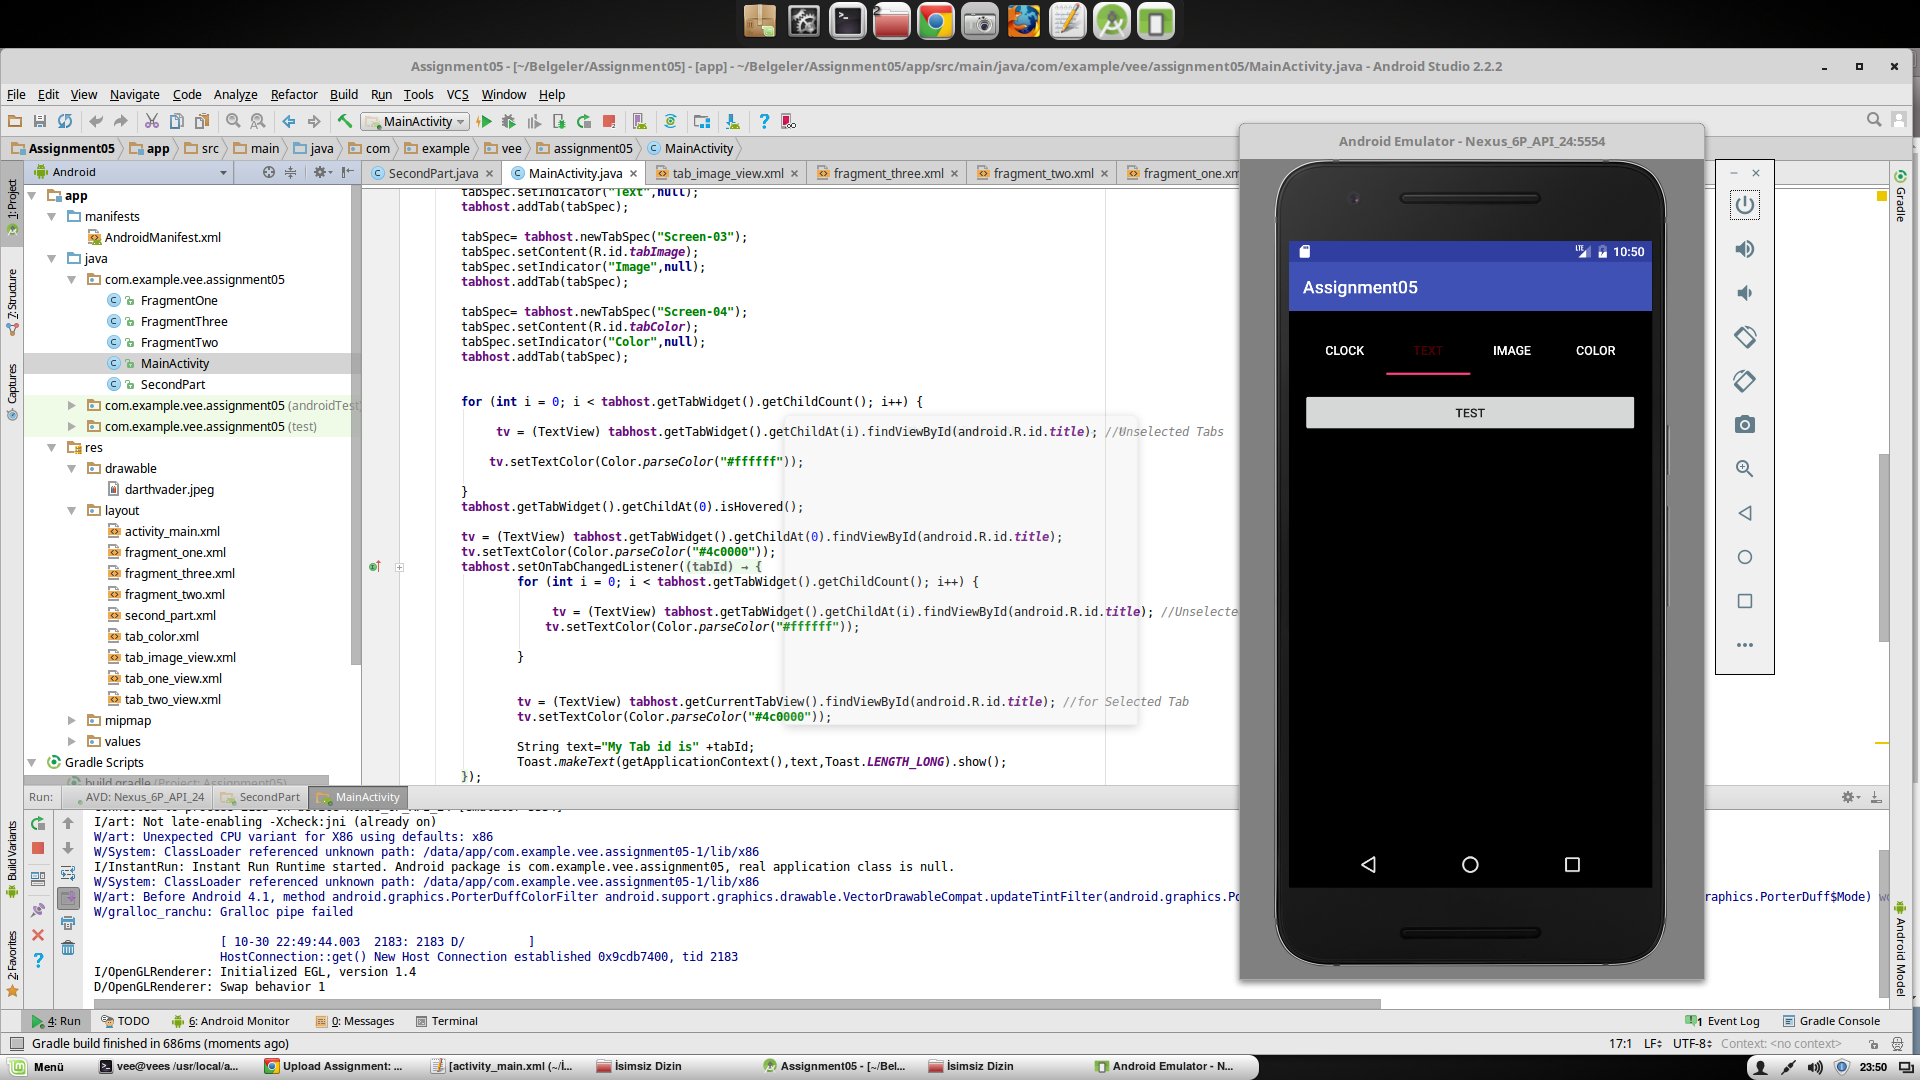 Assignment05 - [~/Belgeler/Assignment05] - [app] - ~/Belgeler/Assignment05/app/src/main/java/com/example/vee/assignment05/MainActivity.java - Android Studio 2.2.2
File Edit View Navigate Code Analyze Refactor Build Run Tools VCS Window Help
MainActivity
Assignment05 app src main java com example vee assignment05 MainActivity
Android
SecondPart.java MainActivity.java tab_image_view.xml fragment_three.xml fragment_two.xml fragment_one.xm
1: Project
7: Structure
Captures
Build Variants
2: Favorites
app
manifests
AndroidManifest.xml
java
com.example.vee.assignment05
FragmentOne
FragmentThree
FragmentTwo
MainActivity
SecondPart
com.example.vee.assignment05 (androidTest
com.example.vee.assignment05 (test)
res
drawable
darthvader.jpeg
layout
activity_main.xml
fragment_one.xml
fragment_three.xml
fragment_two.xml
second_part.xml
tab_color.xml
tab_image_view.xml
tab_one_view.xml
tab_two_view.xml
mipmap
values
Gradle Scripts
build.gradle (Project: Assignment05)
tabSpec.setIndicator("Text",null);
tabhost.addTab(tabSpec);
tabSpec= tabhost.newTabSpec("Screen-03");
tabSpec.setContent(R.id.tabImage);
tabSpec.setIndicator("Image",null);
tabhost.addTab(tabSpec);
tabSpec= tabhost.newTabSpec("Screen-04");
tabSpec.setContent(R.id.tabColor);
tabSpec.setIndicator("Color",null);
tabhost.addTab(tabSpec);
for (int i = 0; i < tabhost.getTabWidget().getChildCount(); i++) {
tv = (TextView) tabhost.getTabWidget().getChildAt(i).findViewById(android.R.id.title); //Unselected Tabs
tv.setTextColor(Color.parseColor("#ffffff"));
}
tabhost.getTabWidget().getChildAt(0).isHovered();
tv = (TextView) tabhost.getTabWidget().getChildAt(0).findViewById(android.R.id.title);
tv.setTextColor(Color.parseColor("#4c0000"));
tabhost.setOnTabChangedListener((tabId) → {
for (int i = 0; i < tabhost.getTabWidget().getChildCount(); i++) {
tv = (TextView) tabhost.getTabWidget().getChildAt(i).findViewById(android.R.id.title); //Unselecte
tv.setTextColor(Color.parseColor("#ffffff"));
}
tv = (TextView) tabhost.getCurrentTabView().findViewById(android.R.id.title); //for Selected Tab
tv.setTextColor(Color.parseColor("#4c0000"));
String text="My Tab id is" +tabId;
Toast.makeText(getApplicationContext(),text,Toast.LENGTH_LONG).show();
});
Android Emulator - Nexus_6P_API_24:5554
LTE 10:50
Assignment05
CLOCK TEXT IMAGE COLOR
TEST
Gradle
Android Model
Run: AVD: Nexus_6P_API_24 SecondPart MainActivity
I/art: Not late-enabling -Xcheck:jni (already on)
W/art: Unexpected CPU variant for X86 using defaults: x86
W/System: ClassLoader referenced unknown path: /data/app/com.example.vee.assignment05-1/lib/x86
I/InstantRun: Instant Run Runtime started. Android package is com.example.vee.assignment05, real application class is null.
W/System: ClassLoader referenced unknown path: /data/app/com.example.vee.assignment05-1/lib/x86
W/art: Before Android 4.1, method android.graphics.PorterDuffColorFilter android.support.graphics.drawable.VectorDrawableCompat.updateTintFilter(android.graphics.Po raphics.PorterDuff$Mode) wo
W/gralloc_ranchu: Gralloc pipe failed
[ 10-30 22:49:44.003 2183: 2183 D/ ]
HostConnection::get() New Host Connection established 0x9cdb7400, tid 2183
I/OpenGLRenderer: Initialized EGL, version 1.4
D/OpenGLRenderer: Swap behavior 1
4: Run TODO 6: Android Monitor 0: Messages Terminal 1 Event Log Gradle Console
Gradle build finished in 686ms (moments ago) 17:1 LF UTF-8 Context: <no context>
Menü vee@vees /usr/local/a... Upload Assignment: ... [activity_main.xml (~/İ... İsimsiz Dizin Assignment05 - [~/Bel... İsimsiz Dizin Android Emulator - N... 23:50